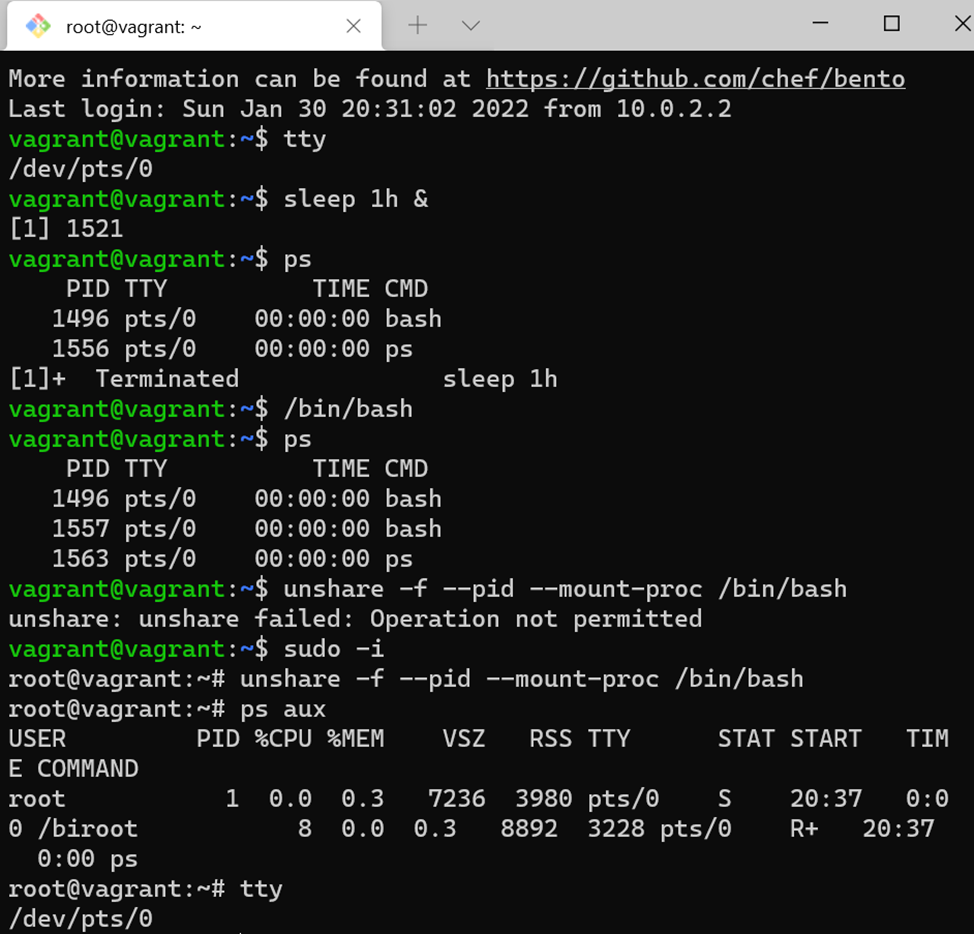 root@vagrant: ~
More information can be found at https://github.com/chef/bento
Last login: Sun Jan 30 20:31:02 2022 from 10.0.2.2
vagrant@vagrant:~$ tty
/dev/pts/0
vagrant@vagrant:~$ sleep 1h &
[1] 1521
vagrant@vagrant:~$ ps
    PID TTY          TIME CMD
   1496 pts/0    00:00:00 bash
   1556 pts/0    00:00:00 ps
[1]+  Terminated              sleep 1h
vagrant@vagrant:~$ /bin/bash
vagrant@vagrant:~$ ps
    PID TTY          TIME CMD
   1496 pts/0    00:00:00 bash
   1557 pts/0    00:00:00 bash
   1563 pts/0    00:00:00 ps
vagrant@vagrant:~$ unshare -f --pid --mount-proc /bin/bash
unshare: unshare failed: Operation not permitted
vagrant@vagrant:~$ sudo -i
root@vagrant:~# unshare -f --pid --mount-proc /bin/bash
root@vagrant:~# ps aux
USER         PID %CPU %MEM    VSZ   RSS TTY      STAT START   TIM
E COMMAND
root           1  0.0  0.3   7236  3980 pts/0    S    20:37   0:0
0 /biroot           8  0.0  0.3   8892  3228 pts/0    R+   20:37
  0:00 ps
root@vagrant:~# tty
/dev/pts/0